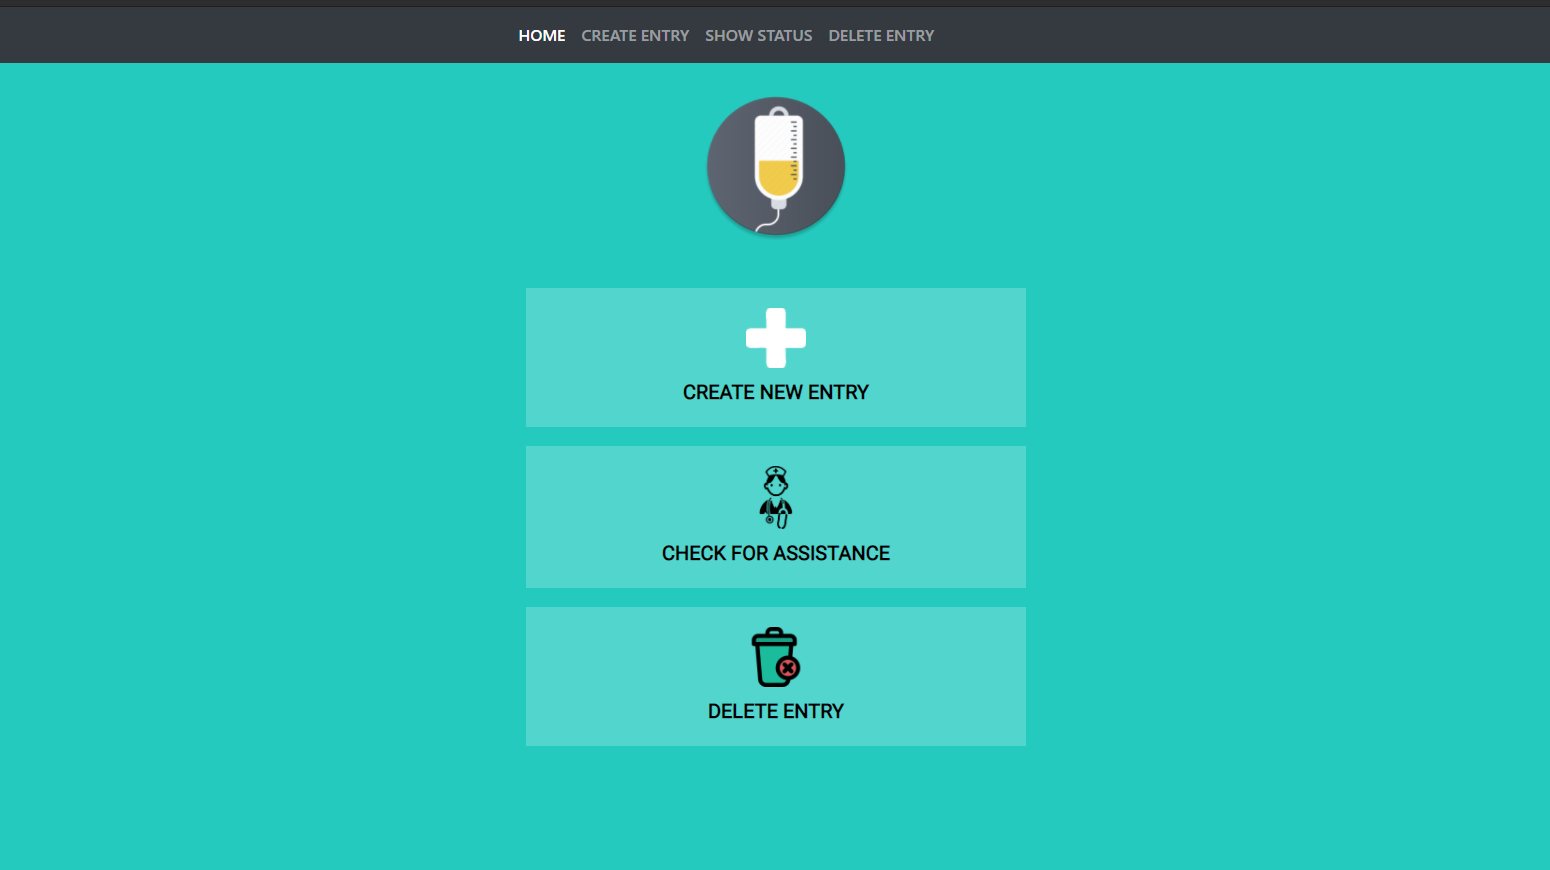 HOME CREATE ENTRY SHOW STATUS DELETE ENTRY
CREATE NEW ENTRY
CHECK FOR ASSISTANCE
DELETE ENTRY